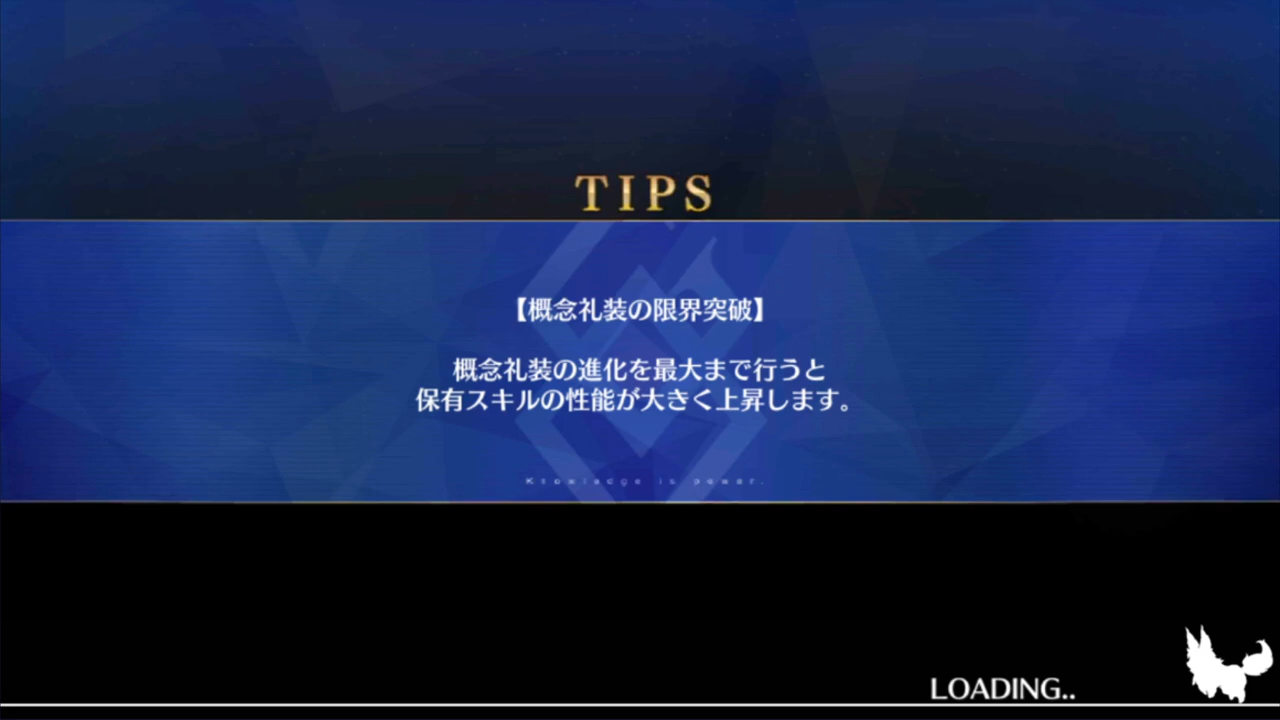 TIPS
【概念礼装の限界突破】
概念礼装の進化を最大まで行うと
保有スキルの性能が大きく上昇します。
Knowledge is power.
LOADING..